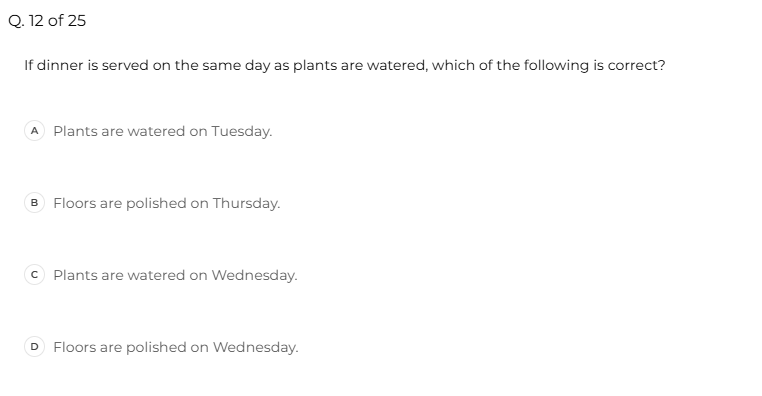 Q. 12 of 25
If dinner is served on the same day as plants are watered, which of the following is correct?
A Plants are watered on Tuesday.
B Floors are polished on Thursday.
C Plants are watered on Wednesday.
D Floors are polished on Wednesday.